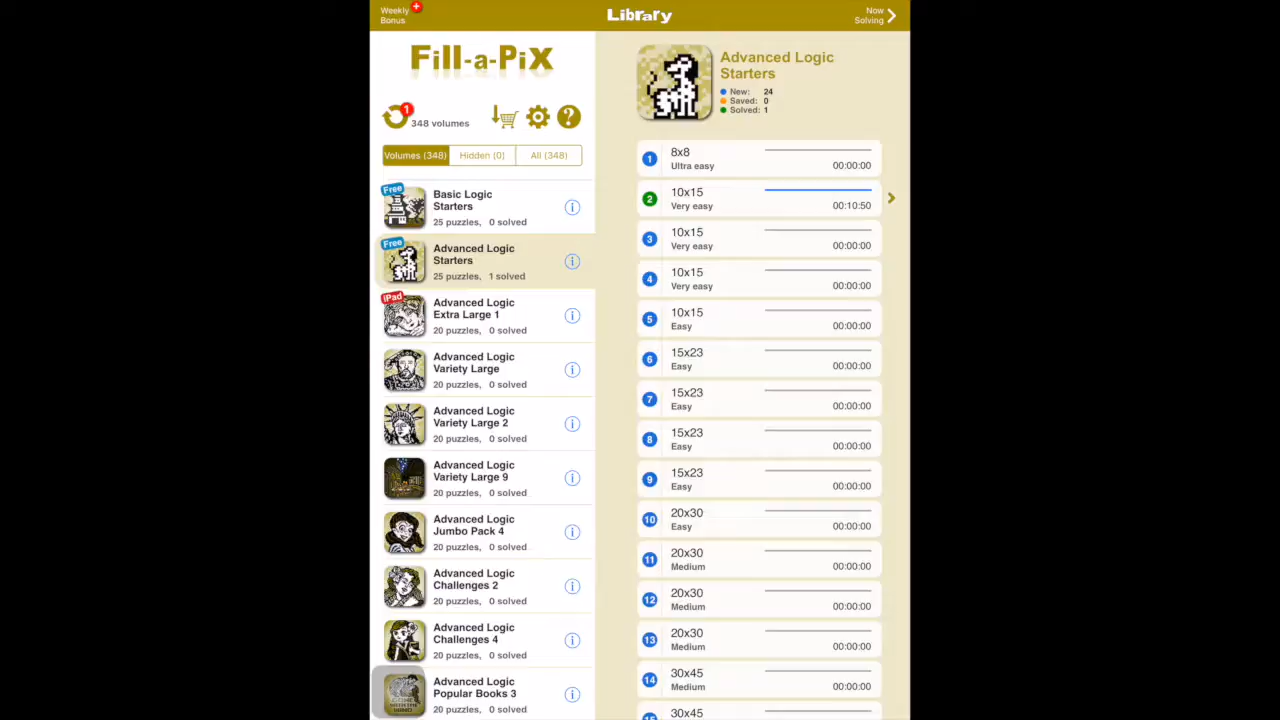 Weekly
Bonus
Library
Now
Solving
Fill-a-Pix
1
348 volumes
?
Volumes (348)
Hidden (0)
All (348)
Free
Basic Logic
Starters
25 puzzles, 0 solved
Free
Advanced Logic
Starters
25 puzzles, 1 solved
iPad
Advanced Logic
Extra Large 1
20 puzzles, 0 solved
Advanced Logic
Variety Large
20 puzzles, 0 solved
Advanced Logic
Variety Large 2
20 puzzles, 0 solved
Advanced Logic
Variety Large 9
20 puzzles, 0 solved
Advanced Logic
Jumbo Pack 4
20 puzzles, 0 solved
Advanced Logic
Challenges 2
20 puzzles, 0 solved
Advanced Logic
Challenges 4
20 puzzles, 0 solved
Advanced Logic
Popular Books 3
20 puzzles, 0 solved
Advanced Logic
Starters
New: 24
Saved: 0
Solved: 1
1 8x8
Ultra easy 00:00:00
2 10x15
Very easy 00:10:50
3 10x15
Very easy 00:00:00
4 10x15
Very easy 00:00:00
5 10x15
Easy 00:00:00
6 15x23
Easy 00:00:00
7 15x23
Easy 00:00:00
8 15x23
Easy 00:00:00
9 15x23
Easy 00:00:00
10 20x30
Easy 00:00:00
11 20x30
Medium 00:00:00
12 20x30
Medium 00:00:00
13 20x30
Medium 00:00:00
14 30x45
Medium 00:00:00
30x45